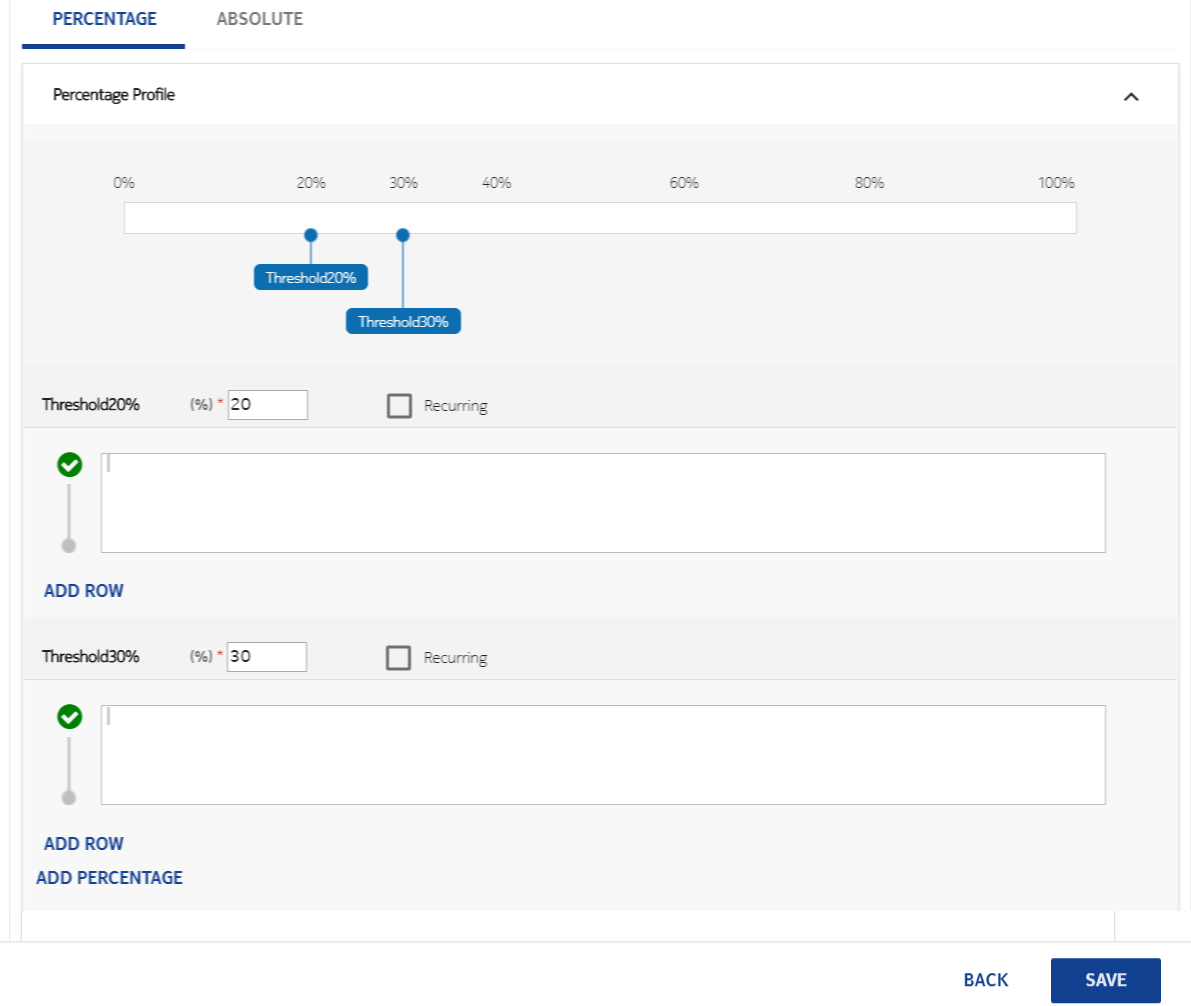 PERCENTAGE ABSOLUTE
Percentage Profile
0% 20% 30% 40% 60% 80% 100%
Threshold20%
Threshold30%
Threshold20% (%) * 20 Recurring
ADD ROW
Threshold30% (%) * 30 Recurring
ADD ROW
ADD PERCENTAGE
BACK SAVE